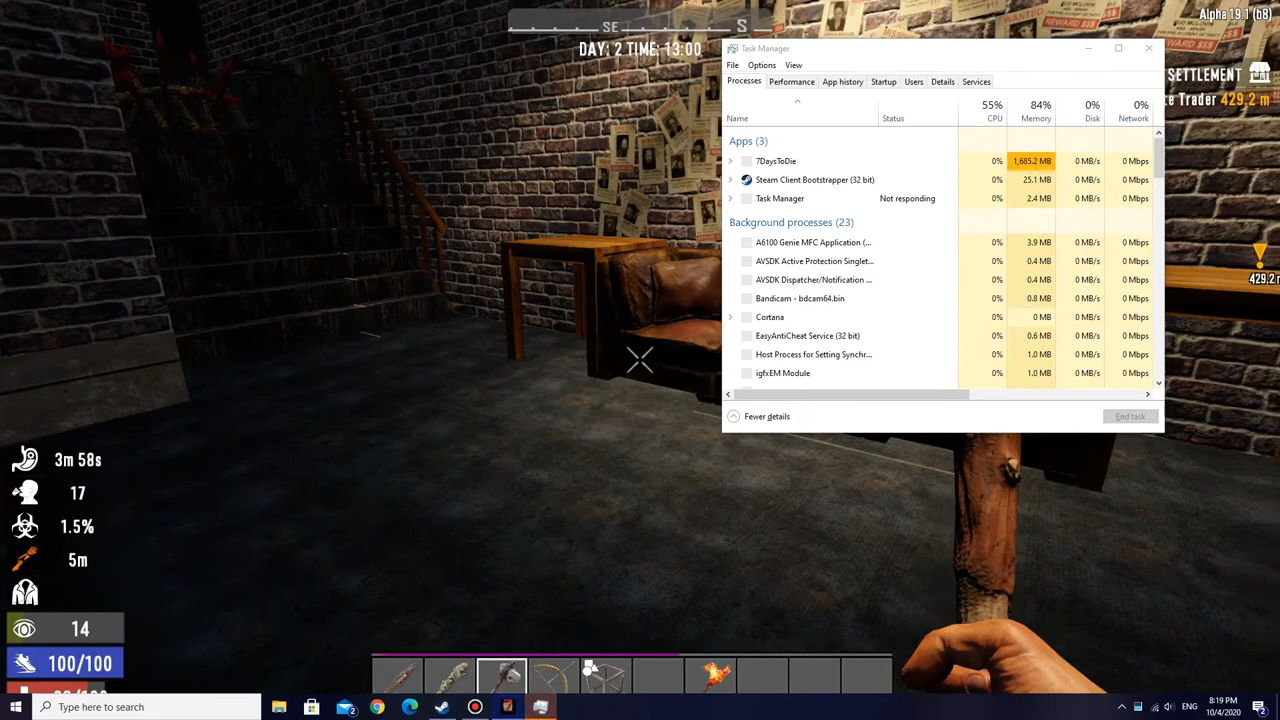 Alpha 19.1 (b8)
SE
S
DAY: 2 TIME: 13:00
WANTED
REWARD $$$
SETTLEMENT
e Trader 429.2 m
429.2m
Task Manager
File Options View
Processes Performance App history Startup Users Details Services
55% 84% 0% 0%
Name Status CPU Memory Disk Network
Apps (3)
7DaysToDie 0% 1,685.2 MB 0 MB/s 0 Mbps
Steam Client Bootstrapper (32 bit) 0% 25.1 MB 0 MB/s 0 Mbps
Task Manager Not responding 0% 2.4 MB 0 MB/s 0 Mbps
Background processes (23)
A6100 Genie MFC Application (... 0% 3.9 MB 0 MB/s 0 Mbps
AVSDK Active Protection Singlet... 0% 0.4 MB 0 MB/s 0 Mbps
AVSDK Dispatcher/Notification ... 0% 0.4 MB 0 MB/s 0 Mbps
Bandicam - bdcam64.bin 0% 0.8 MB 0 MB/s 0 Mbps
Cortana 0% 0 MB 0 MB/s 0 Mbps
EasyAntiCheat Service (32 bit) 0% 0.6 MB 0 MB/s 0 Mbps
Host Process for Setting Synchr... 0% 1.0 MB 0 MB/s 0 Mbps
igfxEM Module 0% 1.0 MB 0 MB/s 0 Mbps
Fewer details End task
3m 58s
17
1.5%
5m
14
100/100
Type here to search
ENG
8:19 PM
10/4/2020
2
2